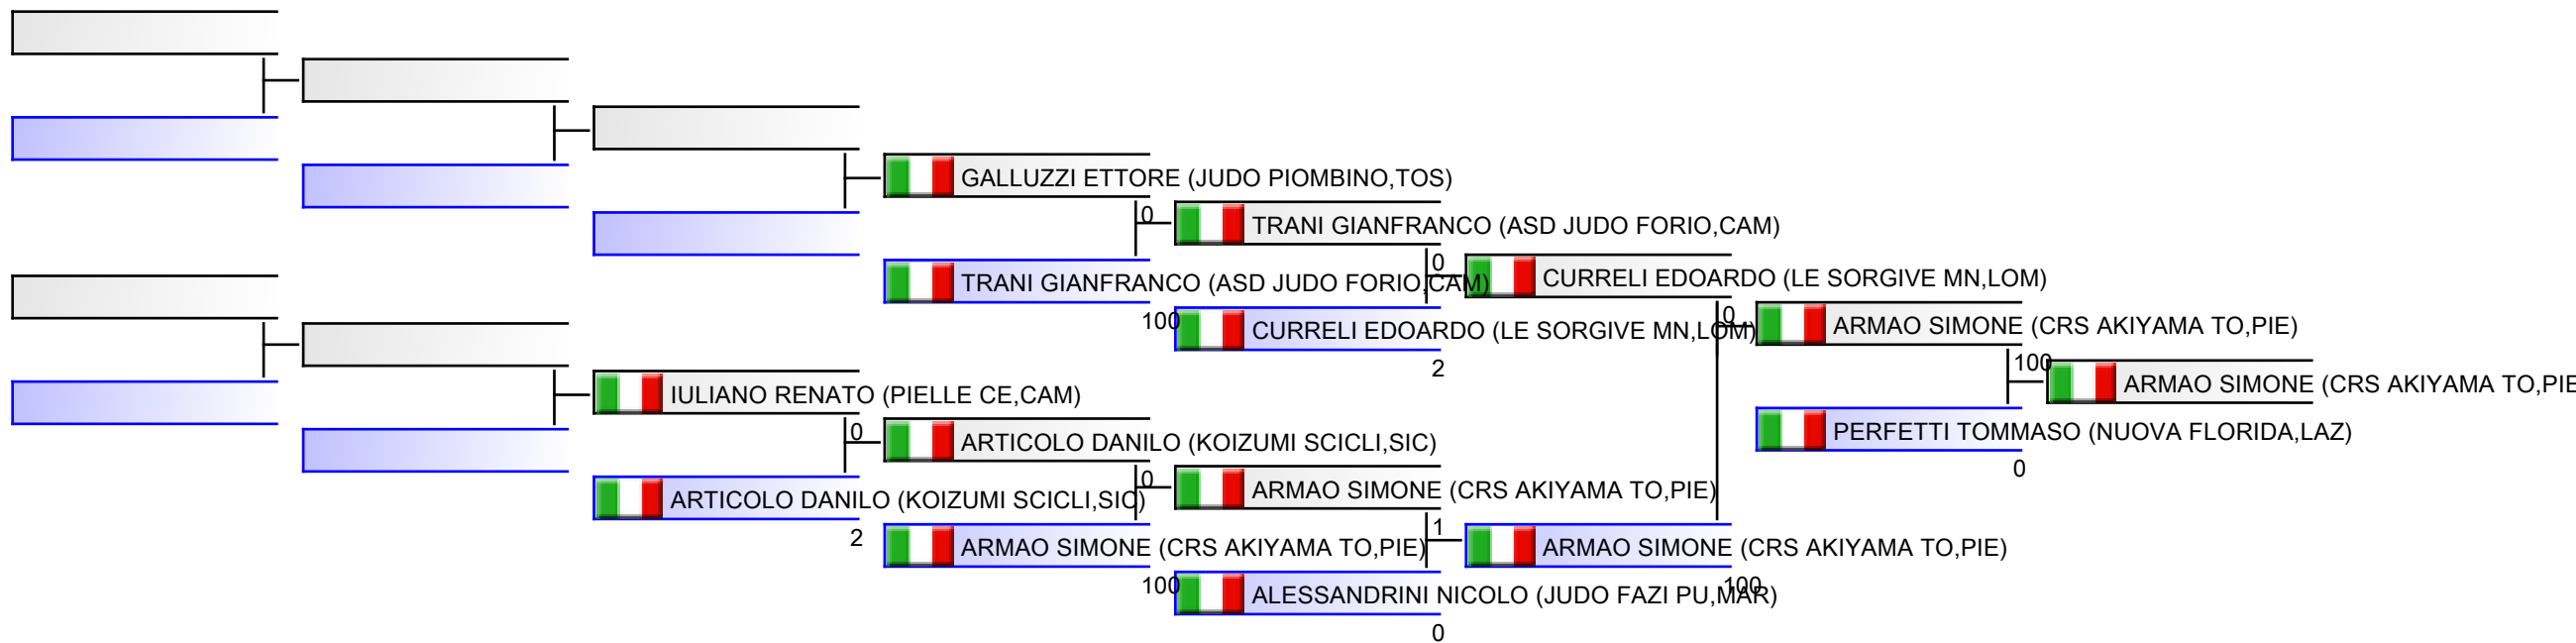 GALLUZZI ETTORE (JUDO PIOMBINO,TOS)
0
TRANI GIANFRANCO (ASD JUDO FORIO,CAM)
0
TRANI GIANFRANCO (ASD JUDO FORIO,CAM)
CURRELI EDOARDO (LE SORGIVE MN,LOM)
100
0
CURRELI EDOARDO (LE SORGIVE MN,LOM)
ARMAO SIMONE (CRS AKIYAMA TO,PIE)
2
100
IULIANO RENATO (PIELLE CE,CAM)
ARMAO SIMONE (CRS AKIYAMA TO,PIE
0
ARTICOLO DANILO (KOIZUMI SCICLI,SIC)
PERFETTI TOMMASO (NUOVA FLORIDA,LAZ)
0
0
ARTICOLO DANILO (KOIZUMI SCICLI,SIC)
ARMAO SIMONE (CRS AKIYAMA TO,PIE)
2
1
ARMAO SIMONE (CRS AKIYAMA TO,PIE)
ARMAO SIMONE (CRS AKIYAMA TO,PIE)
100
100
ALESSANDRINI NICOLO (JUDO FAZI PU,MAR)
0